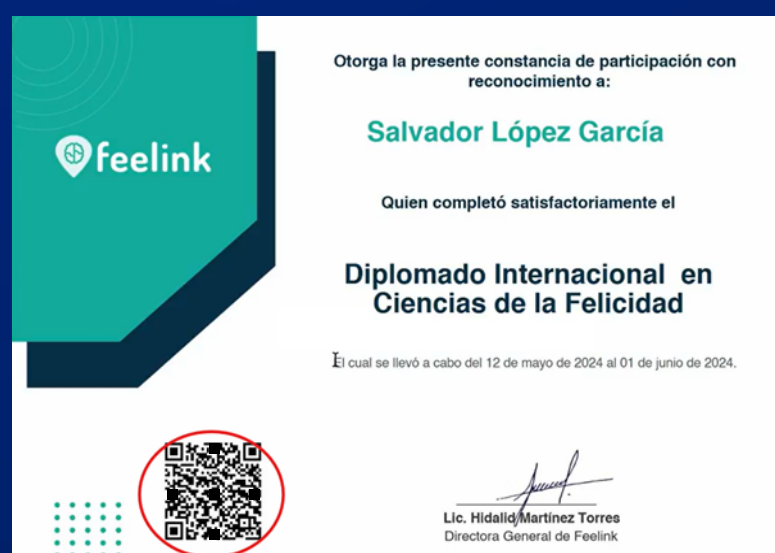 feelink
Otorga la presente constancia de participación con
reconocimiento a:
Salvador López García
Quien completó satisfactoriamente el
Diplomado Internacional en
Ciencias de la Felicidad
El cual se llevó a cabo del 12 de mayo de 2024 al 01 de junio de 2024.
Lic. Hidalid Martínez Torres
Directora General de Feelink